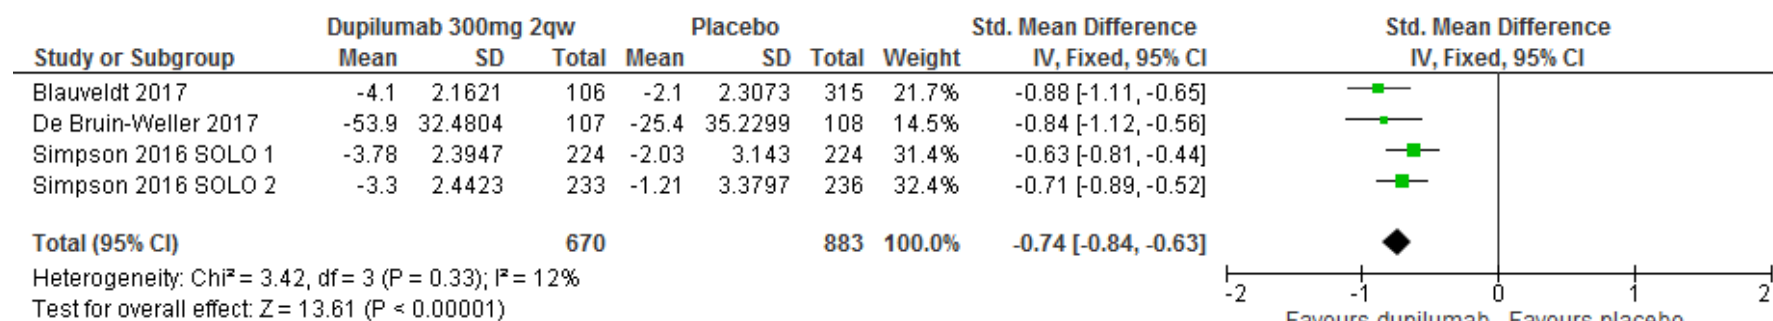 Dupilumab 300mg 2qw Placebo Std. Mean Difference Std. Mean Difference
Study or Subgroup Mean SD Total Mean SD Total Weight IV, Fixed, 95% CI IV, Fixed, 95% CI
Blauveldt 2017 -4.1 2.1621 106 -2.1 2.3073 315 21.7% -0.88 [-1.11, -0.65]
De Bruin-Weller 2017 -53.9 32.4804 107 -25.4 35.2299 108 14.5% -0.84 [-1.12, -0.56]
Simpson 2016 SOLO 1 -3.78 2.3947 224 -2.03 3.143 224 31.4% -0.63 [-0.81, -0.44]
Simpson 2016 SOLO 2 -3.3 2.4423 233 -1.21 3.3797 236 32.4% -0.71 [-0.89, -0.52]
Total (95% CI) 670 883 100.0% -0.74 [-0.84, -0.63]
Heterogeneity: Chi² = 3.42, df = 3 (P = 0.33); I² = 12%
Test for overall effect: Z = 13.61 (P < 0.00001)
-2 -1 0 1 2
Favours dupilumab Favours placebo